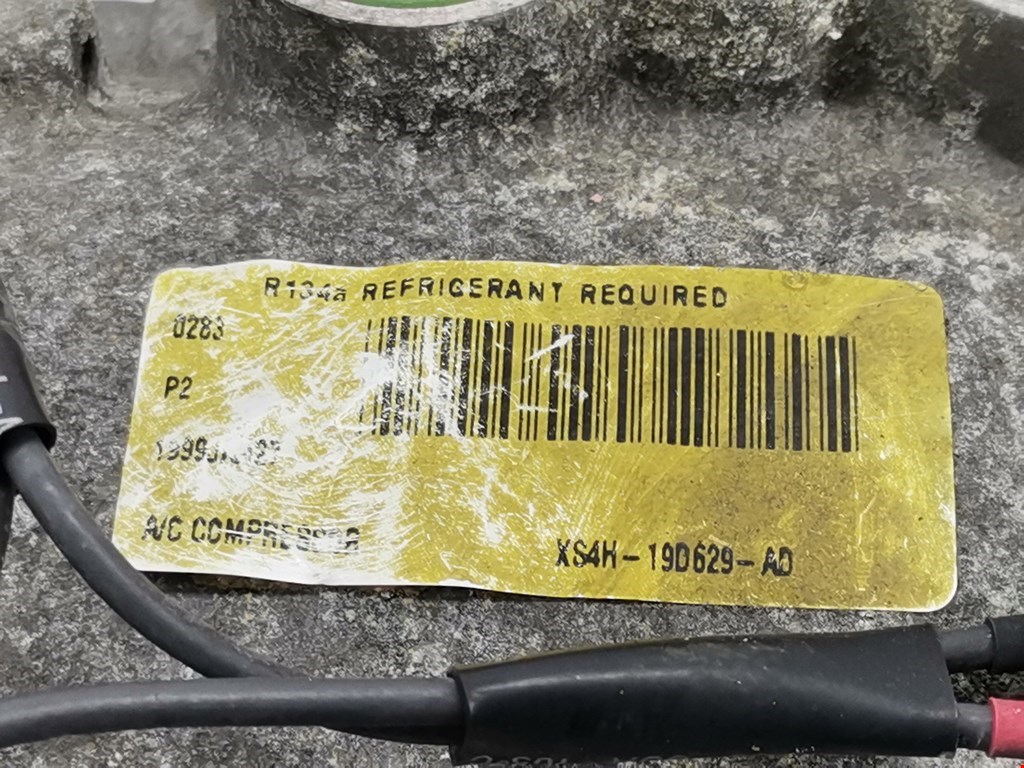 R134a REFRIGERANT REQUIRED
0283
P2
A/C COMPRESSOR
XS4H-19D629-AD